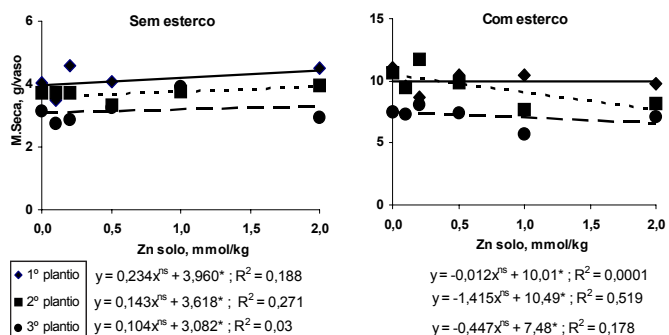 Sem esterco
Com esterco
M.Seca, g/vaso
6
4
2
0
0,0 0,5 1,0 1,5 2,0
Zn solo, mmol/kg
15
10
5
0
0,0 0,5 1,0 1,5 2,0
Zn solo, mmol/kg
1º plantio y = 0,234x^ns + 3,960* ; R² = 0,188
2º plantio y = 0,143x^ns + 3,618* ; R² = 0,271
3º plantio y = 0,104x^ns + 3,082* ; R² = 0,03
y = -0,012x^ns + 10,01* ; R² = 0,0001
y = -1,415x^ns + 10,49* ; R² = 0,519
y = -0,447x^ns + 7,48* ; R² = 0,178